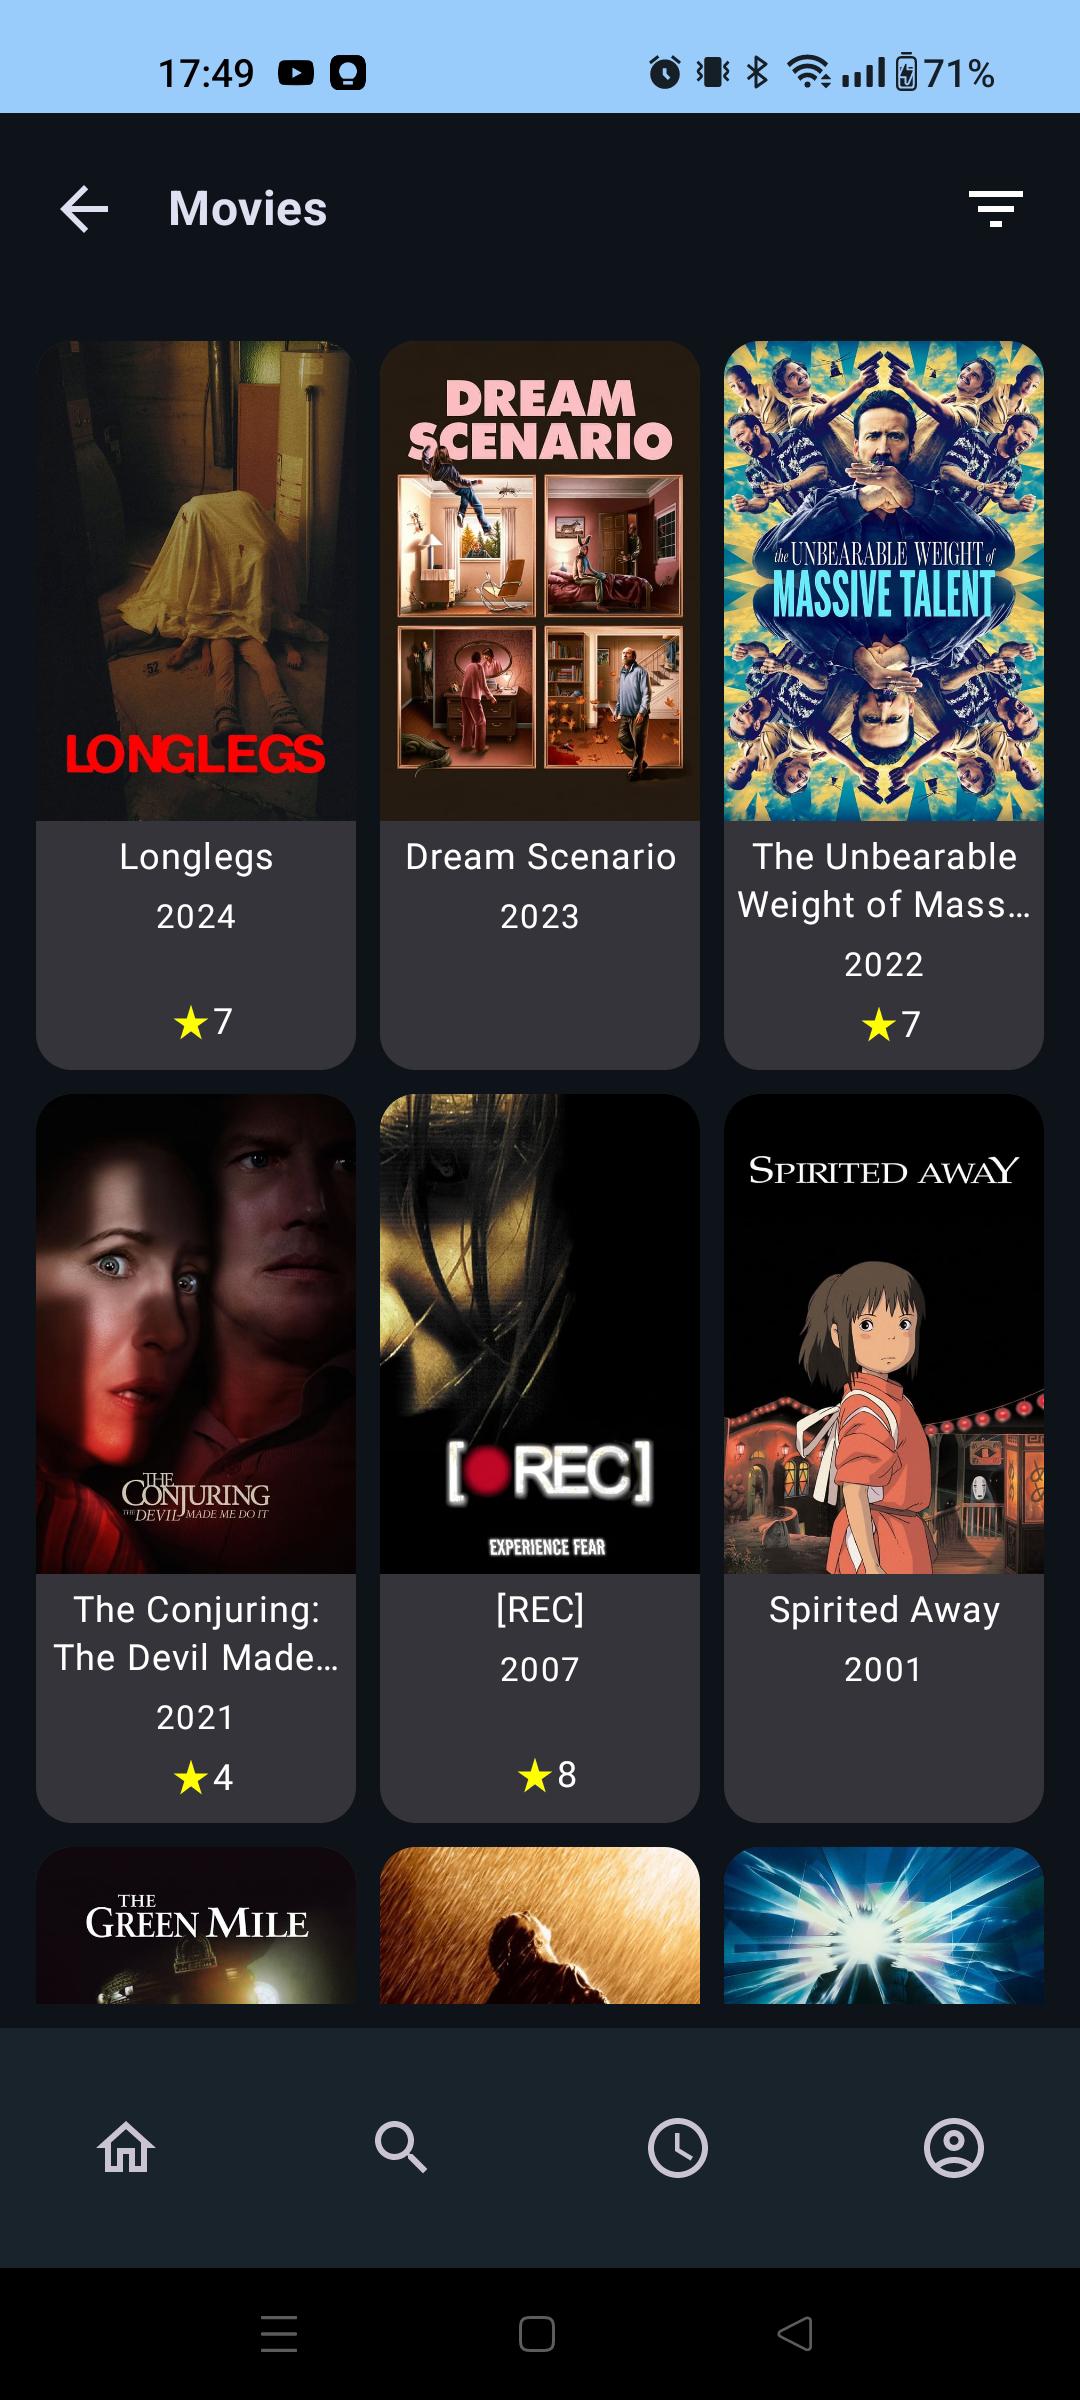 17:49
71%
Movies
LONGLEGS
Longlegs
2024
★7
DREAM
SCENARIO
Dream Scenario
2023
the UNBEARABLE WEIGHT of
MASSIVE TALENT
The Unbearable
Weight of Mass…
2022
★7
THE
CONJURING
THE DEVIL MADE ME DO IT
The Conjuring:
The Devil Made…
2021
★4
[REC]
EXPERIENCE FEAR
[REC]
2007
★8
SPIRITED AWAY
Spirited Away
2001
THE
GREEN MILE